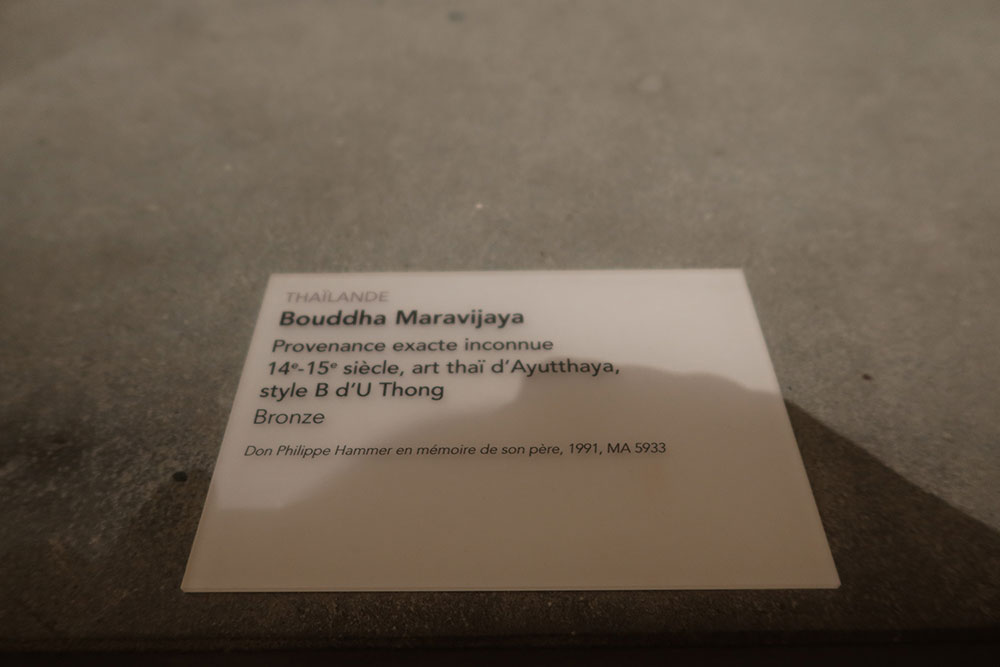 THAÏLANDE
Bouddha Maravijaya
Provenance exacte inconnue
14e-15e siècle, art thaï d'Ayutthaya,
style B d'U Thong
Bronze
Don Philippe Hammer en mémoire de son père, 1991, MA 5933